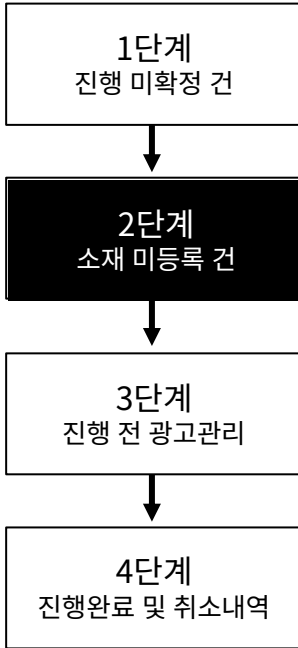 1단계
진행 미확정 건
2단계
소재 미등록 건
3단계
진행 전 광고관리
4단계
진행완료 및 취소내역